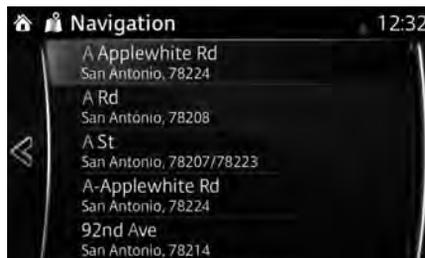 Navigation 12:32
A Applewhite Rd
San Antonio, 78224
A Rd
San Antonio, 78208
A St
San Antonio, 78207/78223
A-Applewhite Rd
San Antonio, 78224
92nd Ave
San Antonio, 78214